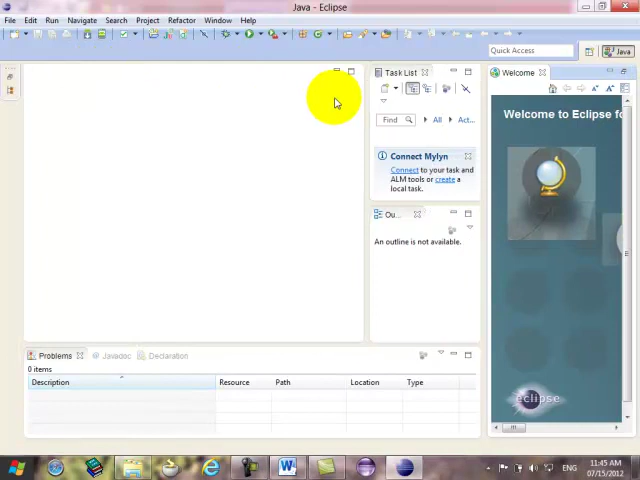 Java - Eclipse
File Edit Run Navigate Search Project Refactor Window Help
Quick Access
Java
Task List
Welcome
Find All Act...
Welcome to Eclipse fo
Connect Mylyn
Connect to your task and
ALM tools or create a
local task.
Ou...
An outline is not available.
Problems Javadoc Declaration
0 items
Description Resource Path Location Type
eclipse
ENG
11:45 AM
07/15/2012